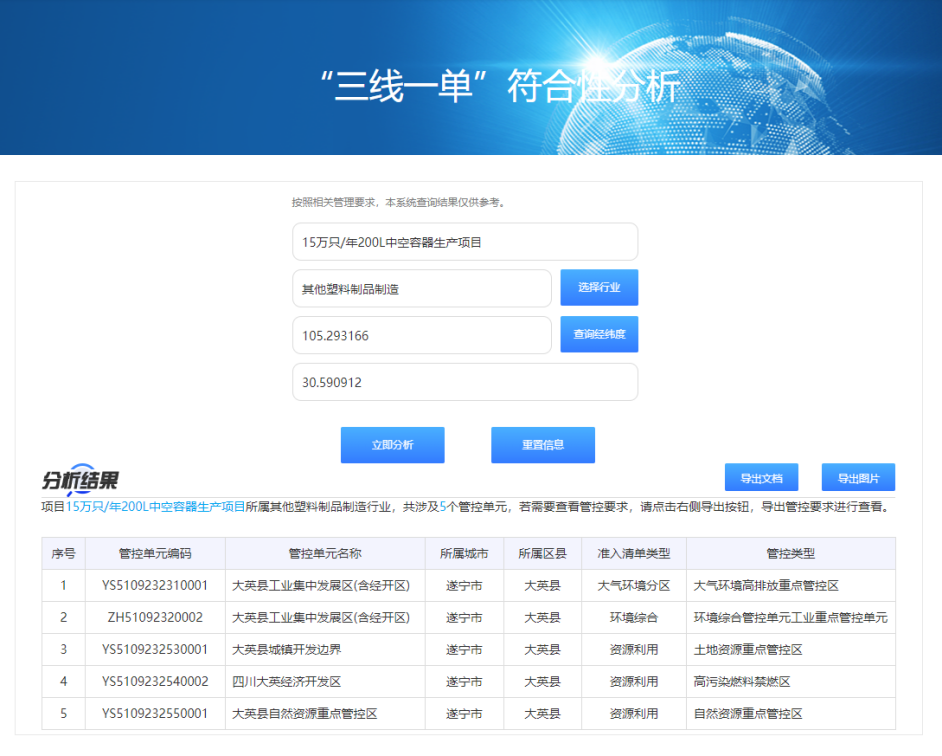 “三线一单”符合性分析
按照相关管理要求，本系统查询结果仅供参考。
15万只/年200L中空容器生产项目
其他塑料制品制造 选择行业
105.293166 查询经纬度
30.590912
立即分析 重置信息
分析结果 导出文档 导出图片
项目15万只/年200L中空容器生产项目所属其他塑料制品制造行业，共涉及5个管控单元，若需要查看管控要求，请点击右侧导出按钮，导出管控要求进行查看。
序号 管控单元编码 管控单元名称 所属城市 所属区县 准入清单类型 管控类型
1 YS5109232310001 大英县工业集中发展区(含经开区) 遂宁市 大英县 大气环境分区 大气环境高排放重点管控区
2 ZH51092320002 大英县工业集中发展区(含经开区) 遂宁市 大英县 环境综合 环境综合管控单元工业重点管控单元
3 YS5109232530001 大英县城镇开发边界 遂宁市 大英县 资源利用 土地资源重点管控区
4 YS5109232540002 四川大英经济开发区 遂宁市 大英县 资源利用 高污染燃料禁燃区
5 YS5109232550001 大英县自然资源重点管控区 遂宁市 大英县 资源利用 自然资源重点管控区